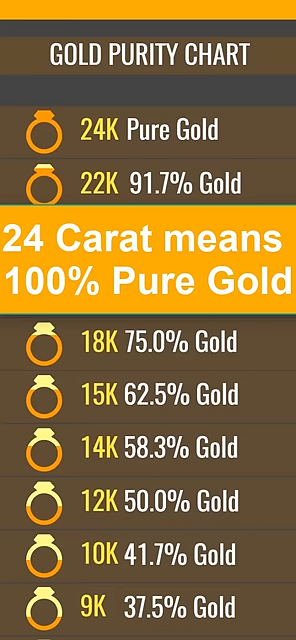 GOLD PURITY CHART
24K Pure Gold
22K 91.7% Gold
24 Carat means
100% Pure Gold
18K 75.0% Gold
15K 62.5% Gold
14K 58.3% Gold
12K 50.0% Gold
10K 41.7% Gold
9K 37.5% Gold